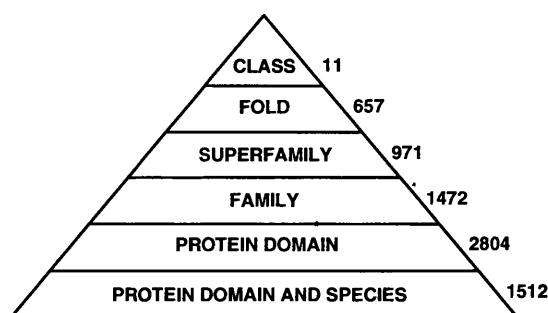 CLASS 11
FOLD 657
SUPERFAMILY 971
FAMILY 1472
PROTEIN DOMAIN 2804
PROTEIN DOMAIN AND SPECIES 1512